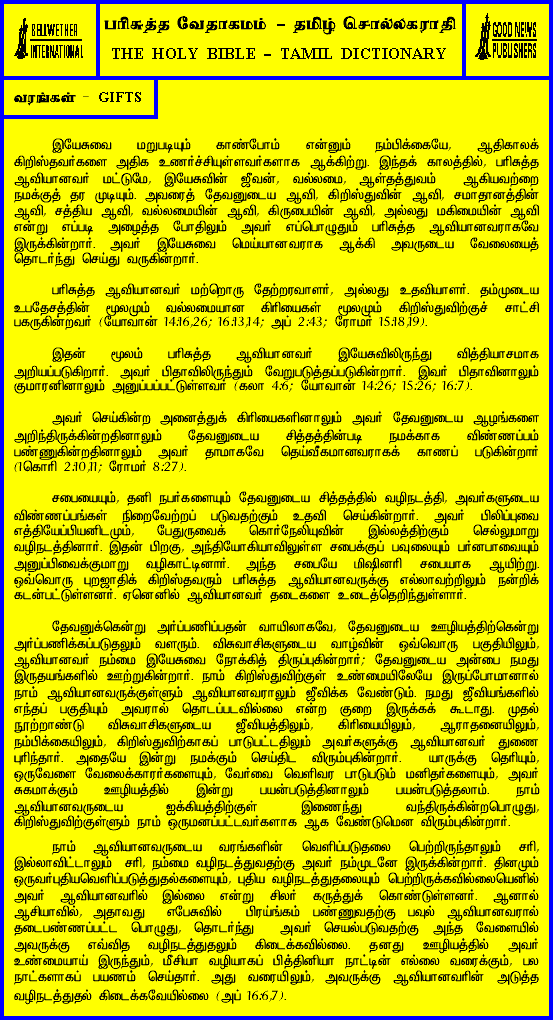 BELLWETHER
INTERNATIONAL
பரிசுத்த வேதாகமம் - தமிழ் சொல்லகராதி
THE HOLY BIBLE - TAMIL DICTIONARY
GOOD NEWS
PUBLISHERS
வரங்கள் - GIFTS
இயேசுவை மறுபடியும் காண்போம் என்னும் நம்பிக்கையே, ஆதிகாலக்
கிறிஸ்தவர்களை அதிக உணர்ச்சியுள்ளவர்களாக ஆக்கிற்று. இந்தக் காலத்தில், பரிசுத்த
ஆவியானவர் மட்டுமே, இயேசுவின் ஜீவன், வல்லமை, ஆள்தத்துவம் ஆகியவற்றை
நமக்குத் தர முடியும். அவரைத் தேவனுடைய ஆவி, கிறிஸ்துவின் ஆவி, சமாதானத்தின்
ஆவி, சத்திய ஆவி, வல்லமையின் ஆவி, கிருபையின் ஆவி, அல்லது மகிமையின் ஆவி
என்று எப்படி அழைத்த போதிலும் அவர் எப்பொழுதும் பரிசுத்த ஆவியானவராகவே
இருக்கின்றார். அவர் இயேசுவை மெய்யானவராக ஆக்கி அவருடைய வேலையைத்
தொடர்ந்து செய்து வருகின்றார்.
பரிசுத்த ஆவியானவர் மற்றொரு தேற்றரவாளர், அல்லது உதவியாளர். தம்முடைய
உபதேசத்தின் மூலமும் வல்லமையான கிரியைகள் மூலமும் கிறிஸ்துவிற்குச் சாட்சி
பகருகின்றவர் (யோவான் 14:16,26; 16:13,14; அப் 2:43; ரோமர் 15:18,19).
இதன் மூலம் பரிசுத்த ஆவியானவர் இயேசுவிலிருந்து வித்தியாசமாக
அறியப்படுகிறார். அவர் பிதாவிலிருந்தும் வேறுபடுத்தப்படுகின்றார். இவர் பிதாவினாலும்
குமாரனினாலும் அனுப்பப்பட்டுள்ளவர் (கலா 4:6; யோவான் 14:26; 15:26; 16:7).
அவர் செய்கின்ற அனைத்துக் கிரியைகளினாலும் அவர் தேவனுடைய ஆழங்களை
அறிந்திருக்கின்றதினாலும் தேவனுடைய சித்தத்தின்படி நமக்காக விண்ணப்பம்
பண்ணுகின்றதினாலும் அவர் தாமாகவே தெய்வீகமானவராகக் காணப் படுகின்றார்
(1கொரி 2:10,11; ரோமர் 8:27).
சபையையும், தனி நபர்களையும் தேவனுடைய சித்தத்தில் வழிநடத்தி, அவர்களுடைய
விண்ணப்பங்கள் நிறைவேற்றப் படுவதற்கும் உதவி செய்கின்றார். அவர் பிலிப்புவை
எத்தியேப்பியனிடமும், பேதுருவைக் கொர்நேலியுவின் இல்லத்திற்கும் செல்லுமாறு
வழிநடத்தினார். இதன் பிறகு, அந்தியோகியாவிலுள்ள சபைக்குப் பவுலையும் பர்னபாவையும்
அனுப்பிவைக்குமாறு வழிகாட்டினார். அந்த சபையே மிஷினரி சபையாக ஆயிற்று.
ஒவ்வொரு புறஜாதிக் கிறிஸ்தவரும் பரிசுத்த ஆவியானவருக்கு எல்லாவற்றிலும் நன்றிக்
கடன்பட்டுள்ளனர். ஏனெனில் ஆவியானவர் தடைகளை உடைத்தெறிந்துள்ளார்.
தேவனுக்கென்று அர்ப்பணிப்பதன் வாயிலாகவே, தேவனுடைய ஊழியத்திற்கென்று
அர்ப்பணிக்கப்படுதலும் வளரும். விசுவாசிகளுடைய வாழ்வின் ஒவ்வொரு பகுதியிலும்,
ஆவியானவர் நம்மை இயேசுவை நோக்கித் திருப்புகின்றார்; தேவனுடைய அன்பை நமது
இருதயங்களில் ஊற்றுகின்றார். நாம் கிறிஸ்துவிற்குள் உண்மையிலேயே இருப்போமானால்
நாம் ஆவியானவருக்குள்ளும் ஆவியானவராலும் ஜீவிக்க வேண்டும். நமது ஜீவியங்களில்
எந்தப் பகுதியும் அவரால் தொடப்படவில்லை என்ற குறை இருக்கக் கூடாது. முதல்
நூற்றாண்டு விசுவாசிகளுடைய ஜீவியத்திலும், கிரியையிலும், ஆராதனையிலும்,
நம்பிக்கையிலும், கிறிஸ்துவிற்காகப் பாடுபட்டதிலும் அவர்களுக்கு ஆவியானவர் துணை
புரிந்தார். அதையே இன்று நமக்கும் செய்திட விரும்புகின்றார். யாருக்கு தெரியும்,
ஒருவேளை வேலைக்காரர்களையும், வேர்வை வெளிவர பாடுபடும் மனிதர்களையும், அவர்
சுகமாக்கும் ஊழியத்தில் இன்று பயன்படுத்தினாலும் பயன்படுத்தலாம். நாம்
ஆவியானவருடைய ஐக்கியத்திற்குள் இணைந்து வந்திருக்கின்றபொழுது,
கிறிஸ்துவிற்குள்ளும் நாம் ஒருமனப்பட்டவர்களாக ஆக வேண்டுமென விரும்புகின்றார்.
நாம் ஆவியானவருடைய வரங்களின் வெளிப்படுதலை பெற்றிருந்தாலும் சரி,
இல்லாவிட்டாலும் சரி, நம்மை வழிநடத்துவதற்கு அவர் நம்முடனே இருக்கின்றார். தினமும்
ஒருவர்புதியவெளிப்படுத்துதல்களையும், புதிய வழிநடத்துதலையும் பெற்றிருக்கவில்லையெனில்
அவர் ஆவியானவரில் இல்லை என்று சிலர் கருத்துக் கொண்டுள்ளனர். ஆனால்
ஆசியாவில், அதாவது எபேசுவில் பிரயங்கம் பண்ணுவதற்கு பவுல் ஆவியானவரால்
தடைபண்ணப்பட்ட பொழுது, தொடர்ந்து அவர் செயல்படுவதற்கு அந்த வேளையில்
அவருக்கு எவ்வித வழிநடத்துதலும் கிடைக்கவில்லை. தனது ஊழியத்தில் அவர்
உண்மையாய் இருந்தும், மீசியா வழியாகப் பித்தினியா நாட்டின் எல்லை வரைக்கும், பல
நாட்களாகப் பயணம் செய்தார். அது வரையிலும், அவருக்கு ஆவியானவரின் அடுத்த
வழிநடத்துதல் கிடைக்கவேயில்லை (அப் 16:6,7).